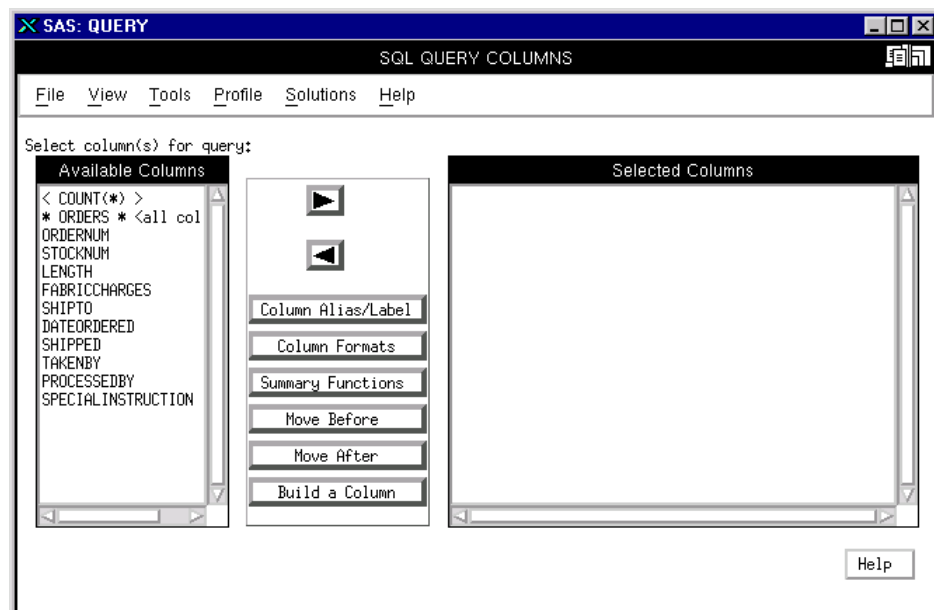 SAS: QUERY
SQL QUERY COLUMNS
File View Tools Profile Solutions Help
Select column(s) for query:
Available Columns
< COUNT(*) >
* ORDERS * <all col
ORDERNUM
STOCKNUM
LENGTH
FABRICCHARGES
SHIPTO
DATEORDERED
SHIPPED
TAKENBY
PROCESSEDBY
SPECIALINSTRUCTION
Column Alias/Label
Column Formats
Summary Functions
Move Before
Move After
Build a Column
Selected Columns
Help